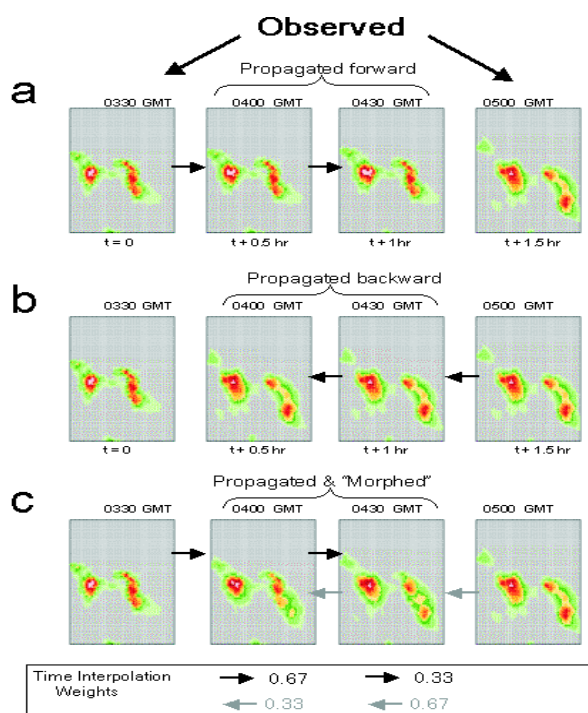 Observed
Propagated forward
a
0330 GMT 0400 GMT 0430 GMT 0500 GMT
t = 0 t + 0.5 hr t + 1hr t + 1.5 hr
Propagated backward
b
0330 GMT 0400 GMT 0430 GMT 0500 GMT
t = 0 t + 0.5 hr t + 1 hr t + 1.5 hr
Propagated & "Morphed"
c
0330 GMT 0400 GMT 0430 GMT 0500 GMT
Time Interpolation 0.67 0.33
Weights 0.33 0.67